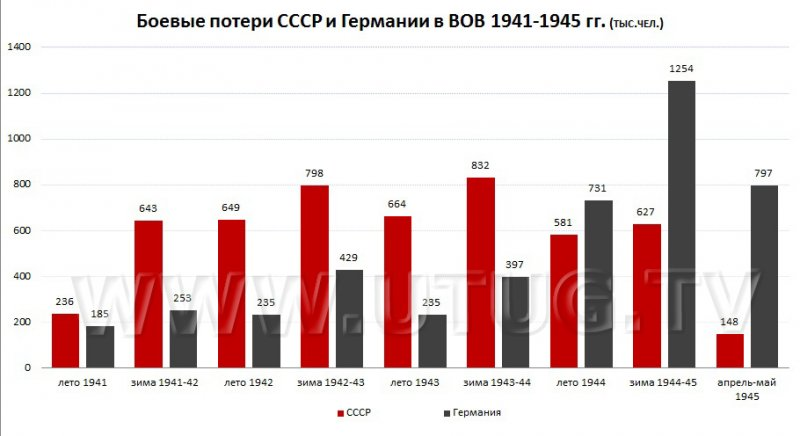 Боевые потери СССР и Германии в ВОВ 1941-1945 гг. (тыс.чел.)
1400
1200
1000
800
600
400
200
0
236
185
643
253
649
235
798
429
664
235
832
397
581
731
627
1254
148
797
WWW.UTUG.TV
лето 1941
зима 1941-42
лето 1942
зима 1942-43
лето 1943
зима 1943-44
лето 1944
зима 1944-45
апрель-май
1945
СССР
Германия